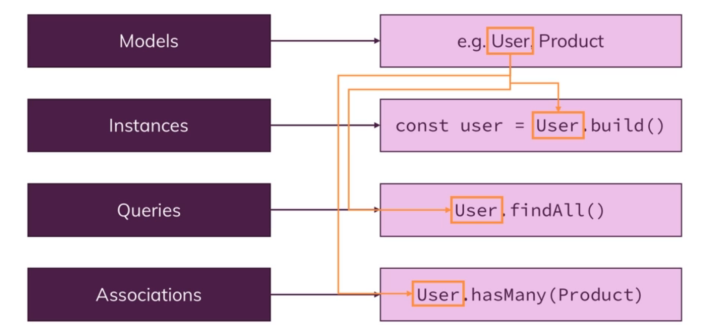 Models
e.g. User, Product
Instances
const user = User.build()
Queries
User.findAll()
Associations
User.hasMany(Product)